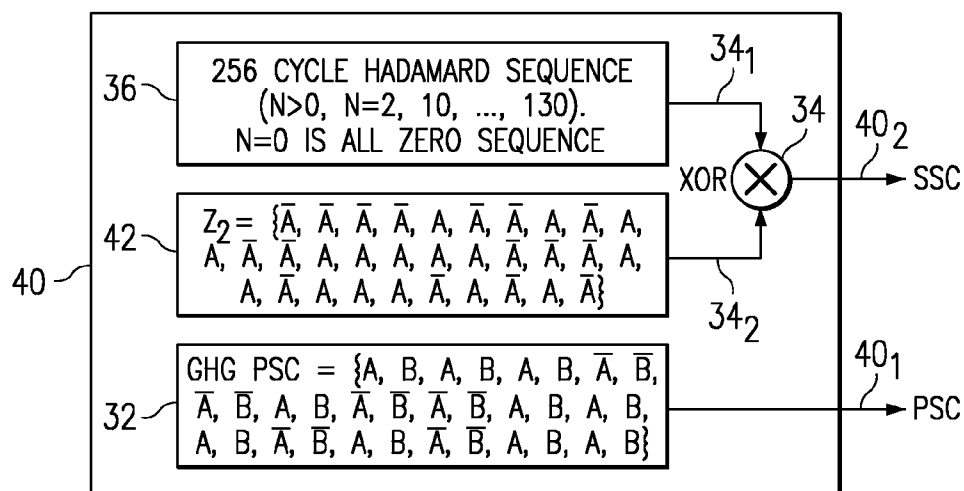 256 CYCLE HADAMARD SEQUENCE
(N>0, N=2, 10, ..., 130).
N=0 IS ALL ZERO SEQUENCE
36
34₁
34
40₂
XOR
SSC
Z₂= {A̅, A̅, A̅, A̅, A, A̅, A̅, A, A̅, A,
A, A̅, A̅, A, A, A, A, A, A̅, A̅, A̅, A,
A, A̅, A, A, A, A̅, A, A̅, A, A̅}
42
40
34₂
GHG PSC = {A, B, A, B, A, B, A̅, B̅,
A̅, B̅, A, B, A̅, B̅, A̅, B̅, A, B, A, B,
A, B, A̅, B̅, A, B, A̅, B̅, A, B, A, B}
32
40₁
PSC